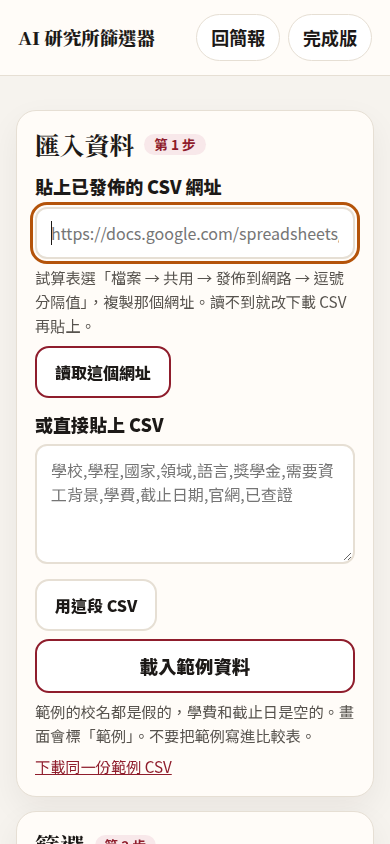 AI 研究所篩選器
回簡報
完成版
匯入資料
第 1 步
貼上已發佈的 CSV 網址
https://docs.google.com/spreadsheets
試算表選「檔案 → 共用 → 發佈到網路 → 逗號
分隔值」，複製那個網址。讀不到就改下載 CSV
再貼上。
讀取這個網址
或直接貼上 CSV
學校,學程,國家,領域,語言,獎學金,需要資
工背景,學費,截止日期,官網,已查證
用這段 CSV
載入範例資料
範例的校名都是假的，學費和截止日是空的。畫
面會標「範例」。不要把範例寫進比較表。
下載同一份範例 CSV
篩選
第 2 步